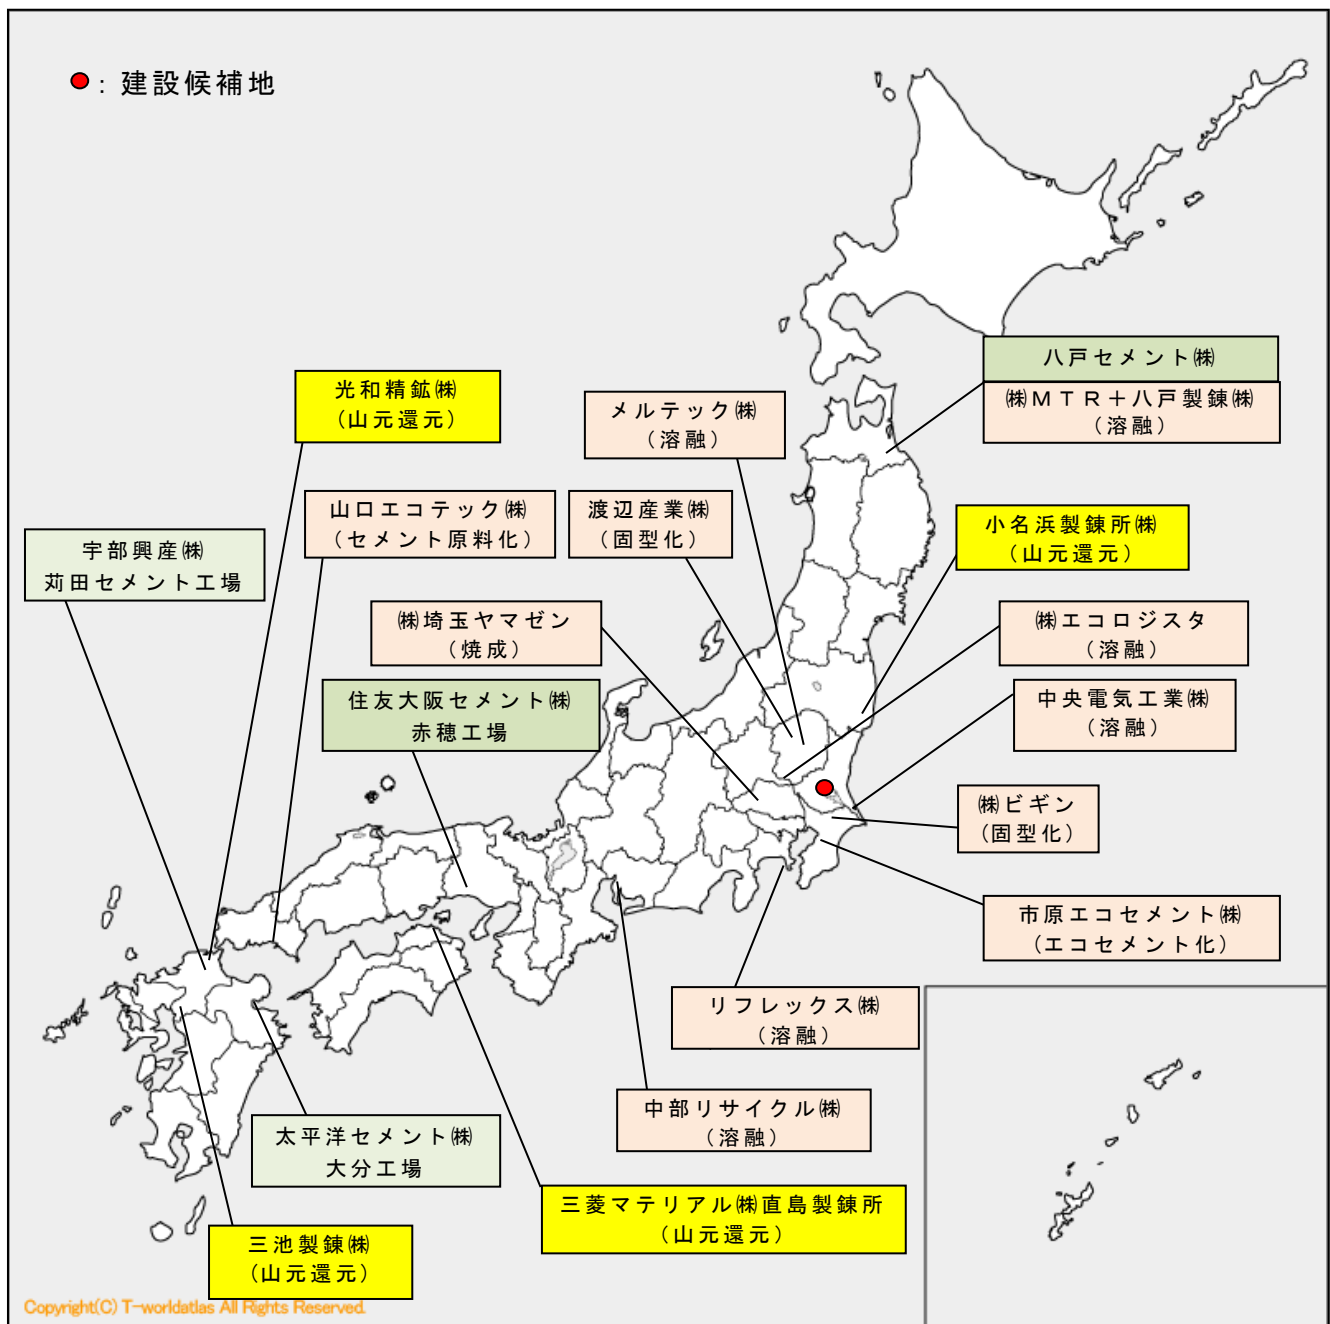 ：建設候補地
八戸セメント㈱
㈱ＭＴＲ＋八戸製錬㈱
（溶融）
光和精鉱㈱
（山元還元）
メルテック㈱
（溶融）
山口エコテック㈱
（セメント原料化）
渡辺産業㈱
（固型化）
小名浜製錬所㈱
（山元還元）
宇部興産㈱
苅田セメント工場
㈱埼玉ヤマゼン
（焼成）
㈱エコロジスタ
（溶融）
住友大阪セメント㈱
赤穂工場
中央電気工業㈱
（溶融）
㈱ビギン
（固型化）
市原エコセメント㈱
（エコセメント化）
リフレックス㈱
（溶融）
中部リサイクル㈱
（溶融）
太平洋セメント㈱
大分工場
三菱マテリアル㈱直島製錬所
（山元還元）
三池製錬㈱
（山元還元）
Copyright(C) T-worldatlas All Rights Reserved.